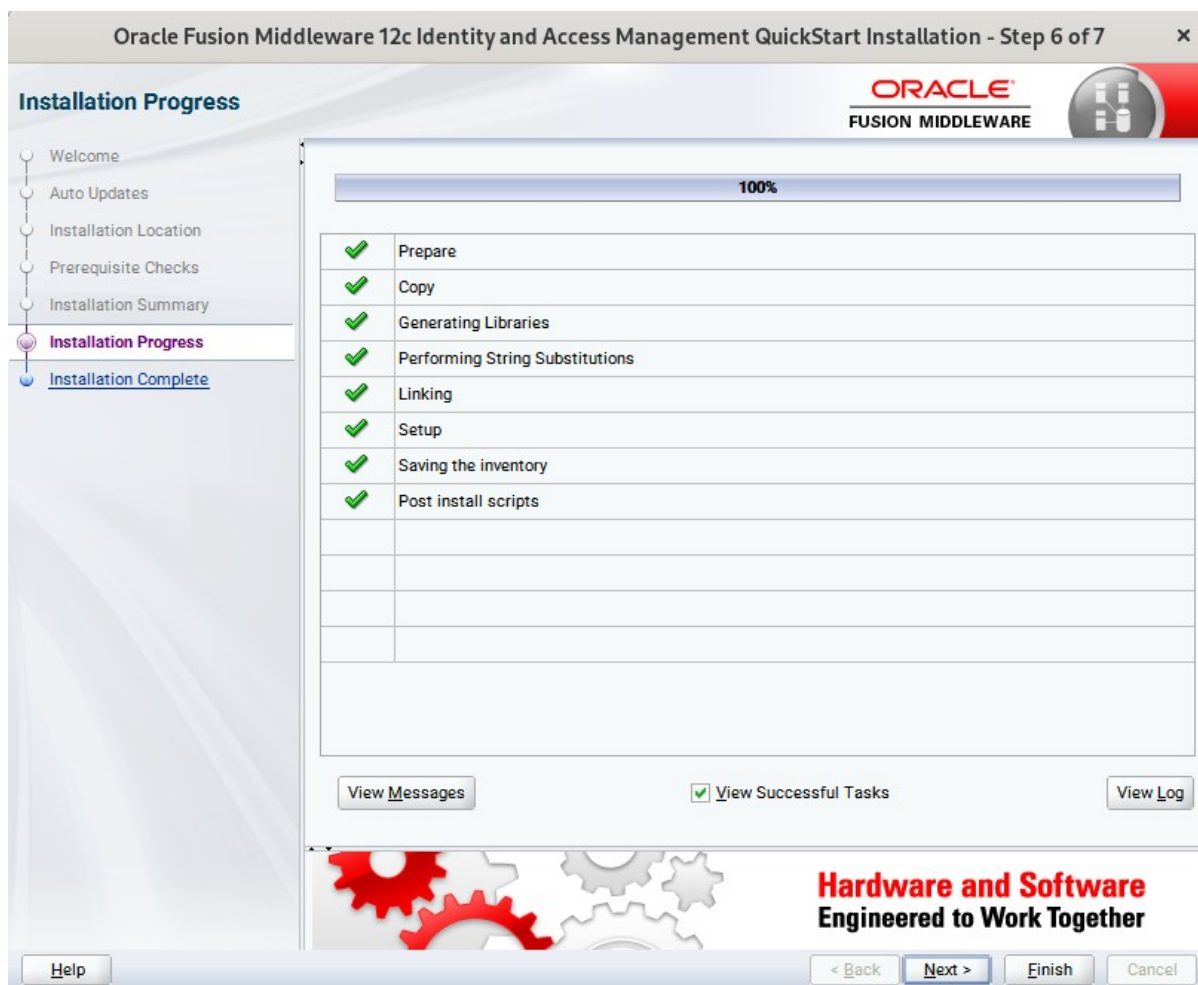 Oracle Fusion Middleware 12c Identity and Access Management QuickStart Installation - Step 6 of 7
Installation Progress
ORACLE
FUSION MIDDLEWARE
Welcome
Auto Updates
Installation Location
Prerequisite Checks
Installation Summary
Installation Progress
Installation Complete
100%
Prepare
Copy
Generating Libraries
Performing String Substitutions
Linking
Setup
Saving the inventory
Post install scripts
View Messages
View Successful Tasks
View Log
Hardware and Software
Engineered to Work Together
Help
< Back
Next >
Finish
Cancel